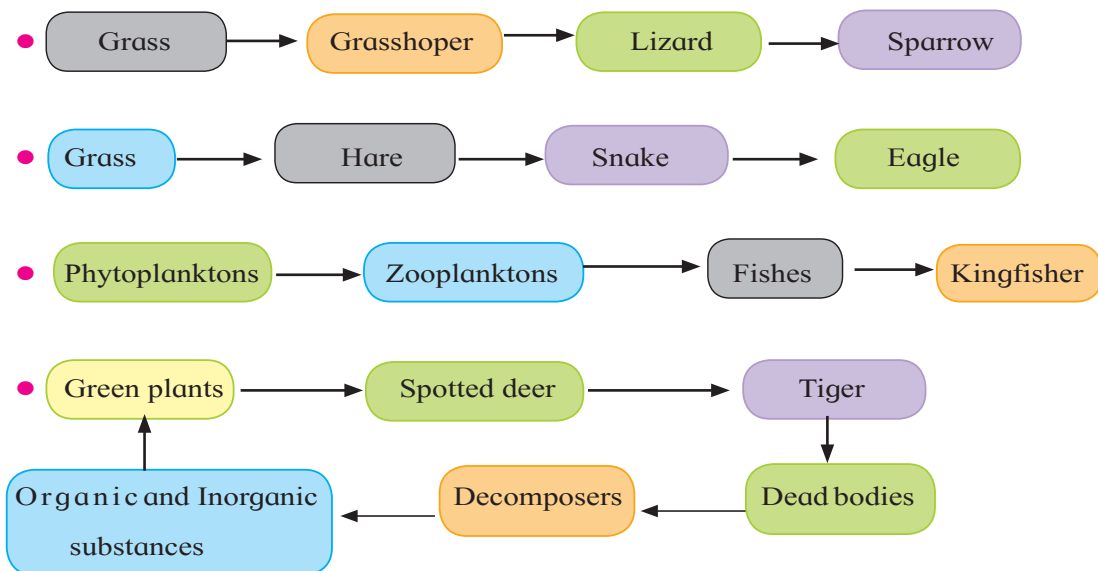 Grass Grasshoper Lizard Sparrow
Grass Hare Snake Eagle
Phytoplanktons Zooplanktons Fishes Kingfisher
Green plants Spotted deer Tiger
Organic and Inorganic Decomposers Dead bodies
substances